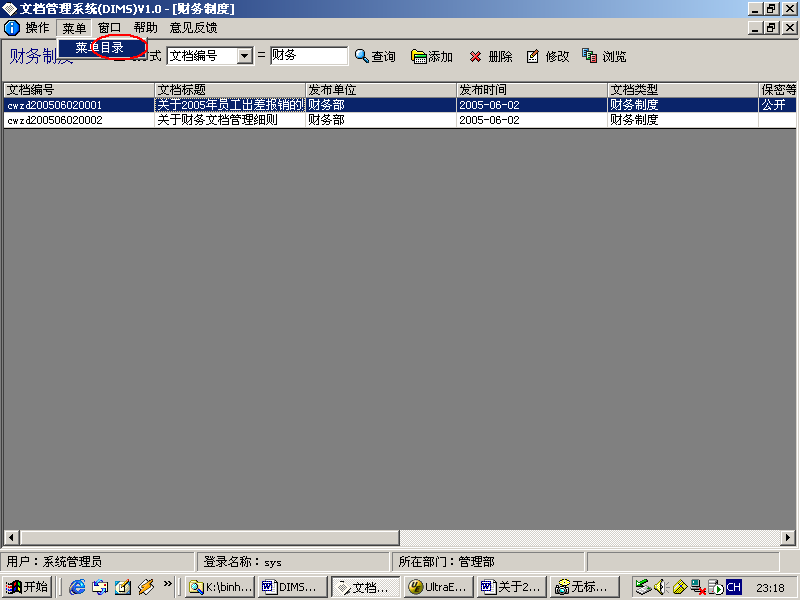 文档管理系统(DIMS)V1.0 - [财务制度]
操作 菜单 窗口 帮助 意见反馈
菜单目录
财务制 式 文档编号 = 财务 查询 添加 删除 修改 浏览
文档编号 文档标题 发布单位 发布时间 文档类型 保密等
cwzd200506020001 关于2005年员工出差报销的 财务部 2005-06-02 财务制度 公开
cwzd200506020002 关于财务文档管理细则 财务部 2005-06-02 财务制度
用户：系统管理员 登录名称：sys 所在部门：管理部
开始 K:\binh... DIMS... 文档... UltraE... 关于2... 无标... CH 23:18